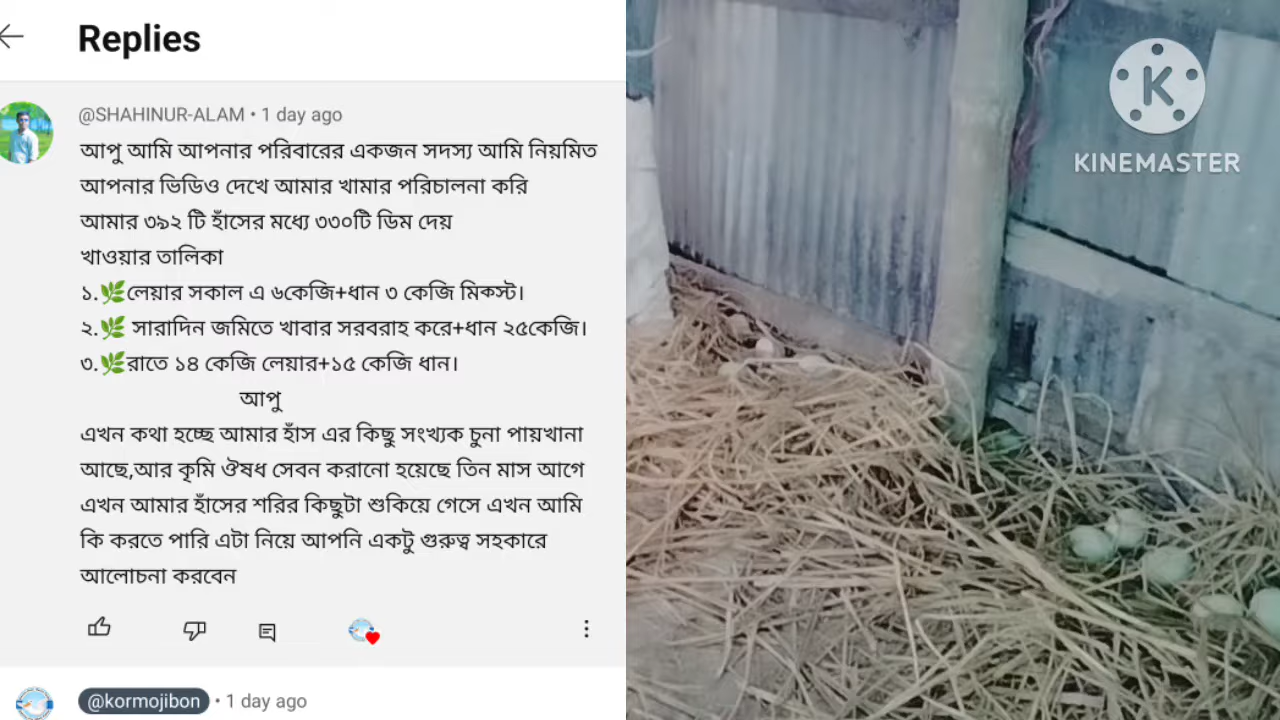 Replies
@SHAHINUR-ALAM • 1 day ago
আপু আমি আপনার পরিবারের একজন সদস্য আমি নিয়মিত
আপনার ভিডিও দেখে আমার খামার পরিচালনা করি
আমার ৩৯২ টি হাঁসের মধ্যে ৩৩০টি ডিম দেয়
খাওয়ার তালিকা
১.🌿লেয়ার সকাল এ ৬কেজি+ধান ৩ কেজি মিক্সট।
২.🌿 সারাদিন জমিতে খাবার সরবরাহ করে+ধান ২৫কেজি।
৩.🌿রাতে ১৪ কেজি লেয়ার+১৫ কেজি ধান।
আপু
এখন কথা হচ্ছে আমার হাঁস এর কিছু সংখ্যক চুনা পায়খানা
আছে,আর কৃমি ঔষধ সেবন করানো হয়েছে তিন মাস আগে
এখন আমার হাঁসের শরির কিছুটা শুকিয়ে গেসে এখন আমি
কি করতে পারি এটা নিয়ে আপনি একটু গুরুত্ব সহকারে
আলোচনা করবেন
@kormojibon • 1 day ago
K
KINEMASTER